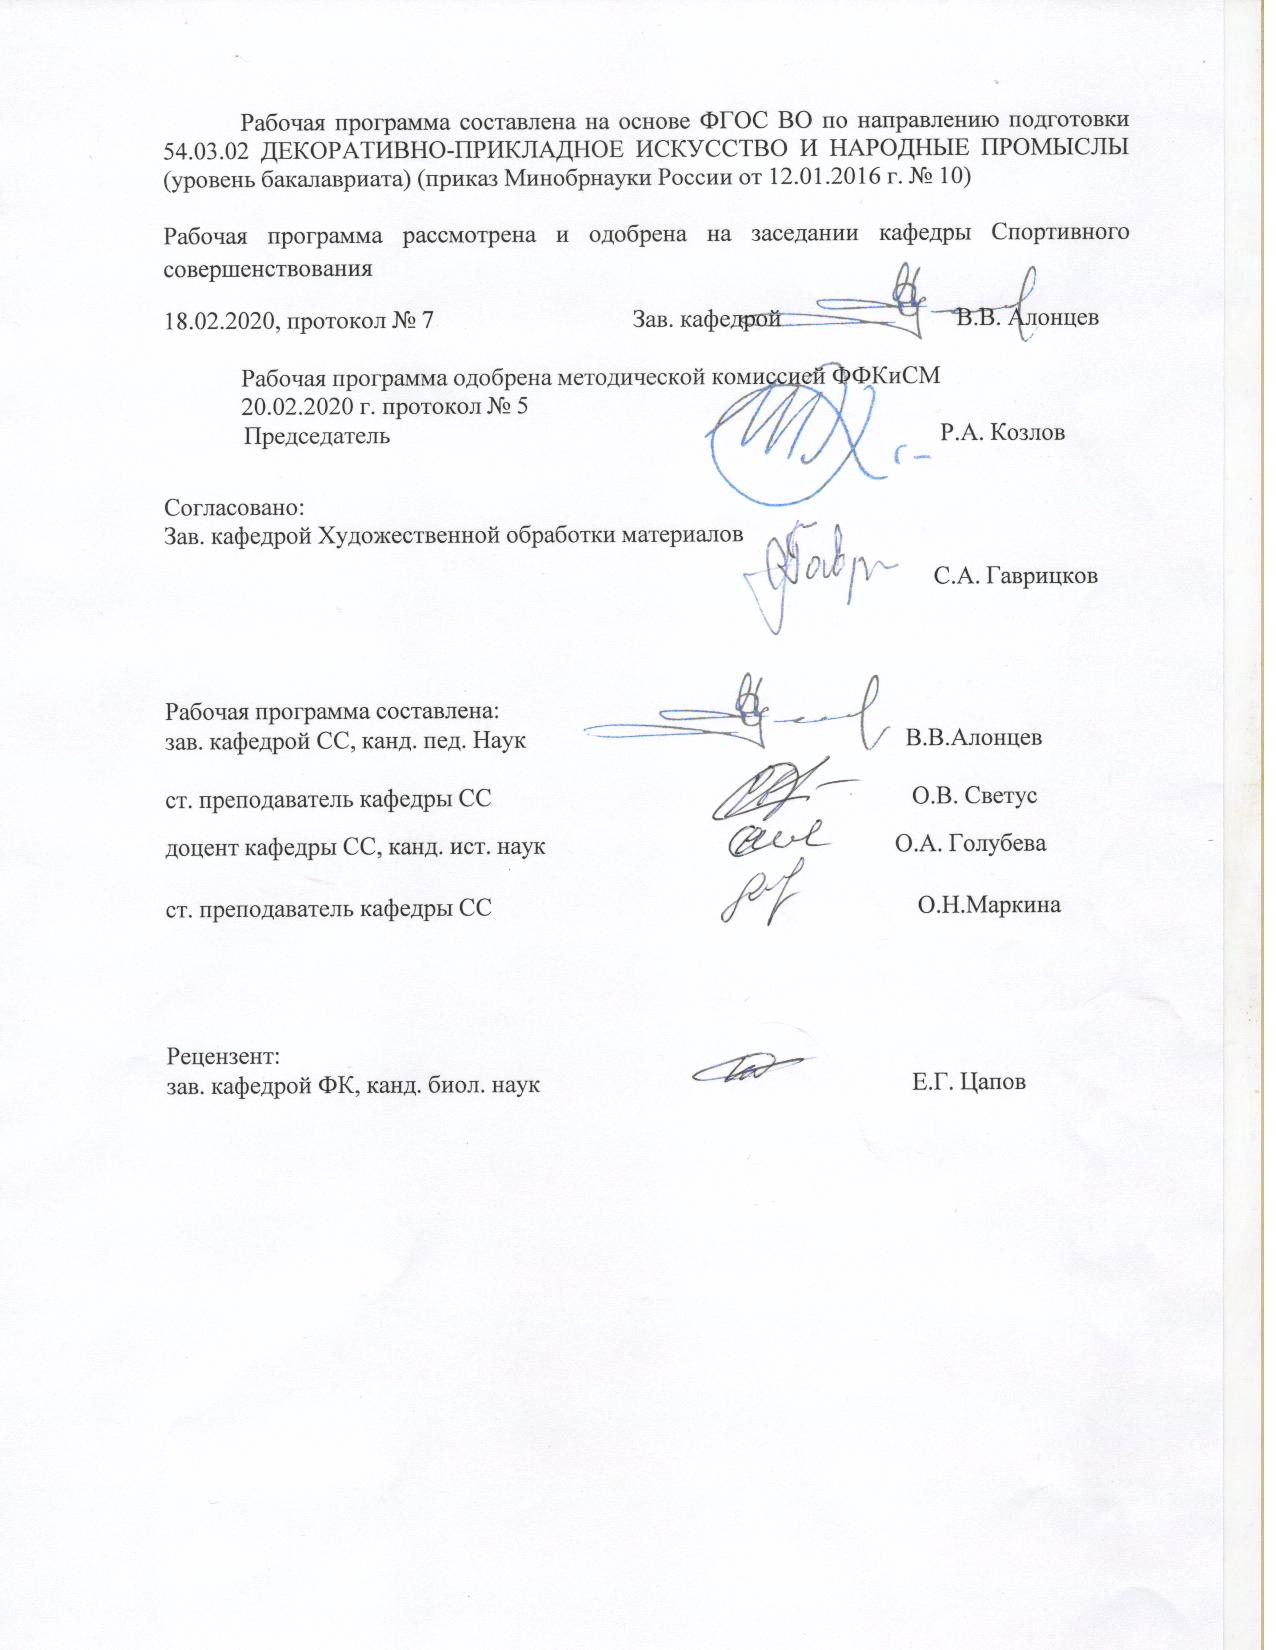 Рабочая программа составлена на основе ФГОС ВО по направлению подготовки
54.03.02 ДЕКОРАТИВНО-ПРИКЛАДНОЕ ИСКУССТВО И НАРОДНЫЕ ПРОМЫСЛЫ
(уровень бакалавриата) (приказ Минобрнауки России от 12.01.2016 г. № 10)
Рабочая программа рассмотрена и одобрена на заседании кафедры Спортивного
совершенствования
18.02.2020, протокол № 7 Зав. кафедрой В.В. Алонцев
Рабочая программа одобрена методической комиссией ФФКиСМ
20.02.2020 г. протокол № 5
Председатель Р.А. Козлов
Согласовано:
Зав. кафедрой Художественной обработки материалов
С.А. Гаврицков
Рабочая программа составлена:
зав. кафедрой СС, канд. пед. Наук В.В.Алонцев
ст. преподаватель кафедры СС О.В. Светус
доцент кафедры СС, канд. ист. наук О.А. Голубева
ст. преподаватель кафедры СС О.Н.Маркина
Рецензент:
зав. кафедрой ФК, канд. биол. наук Е.Г. Цапов